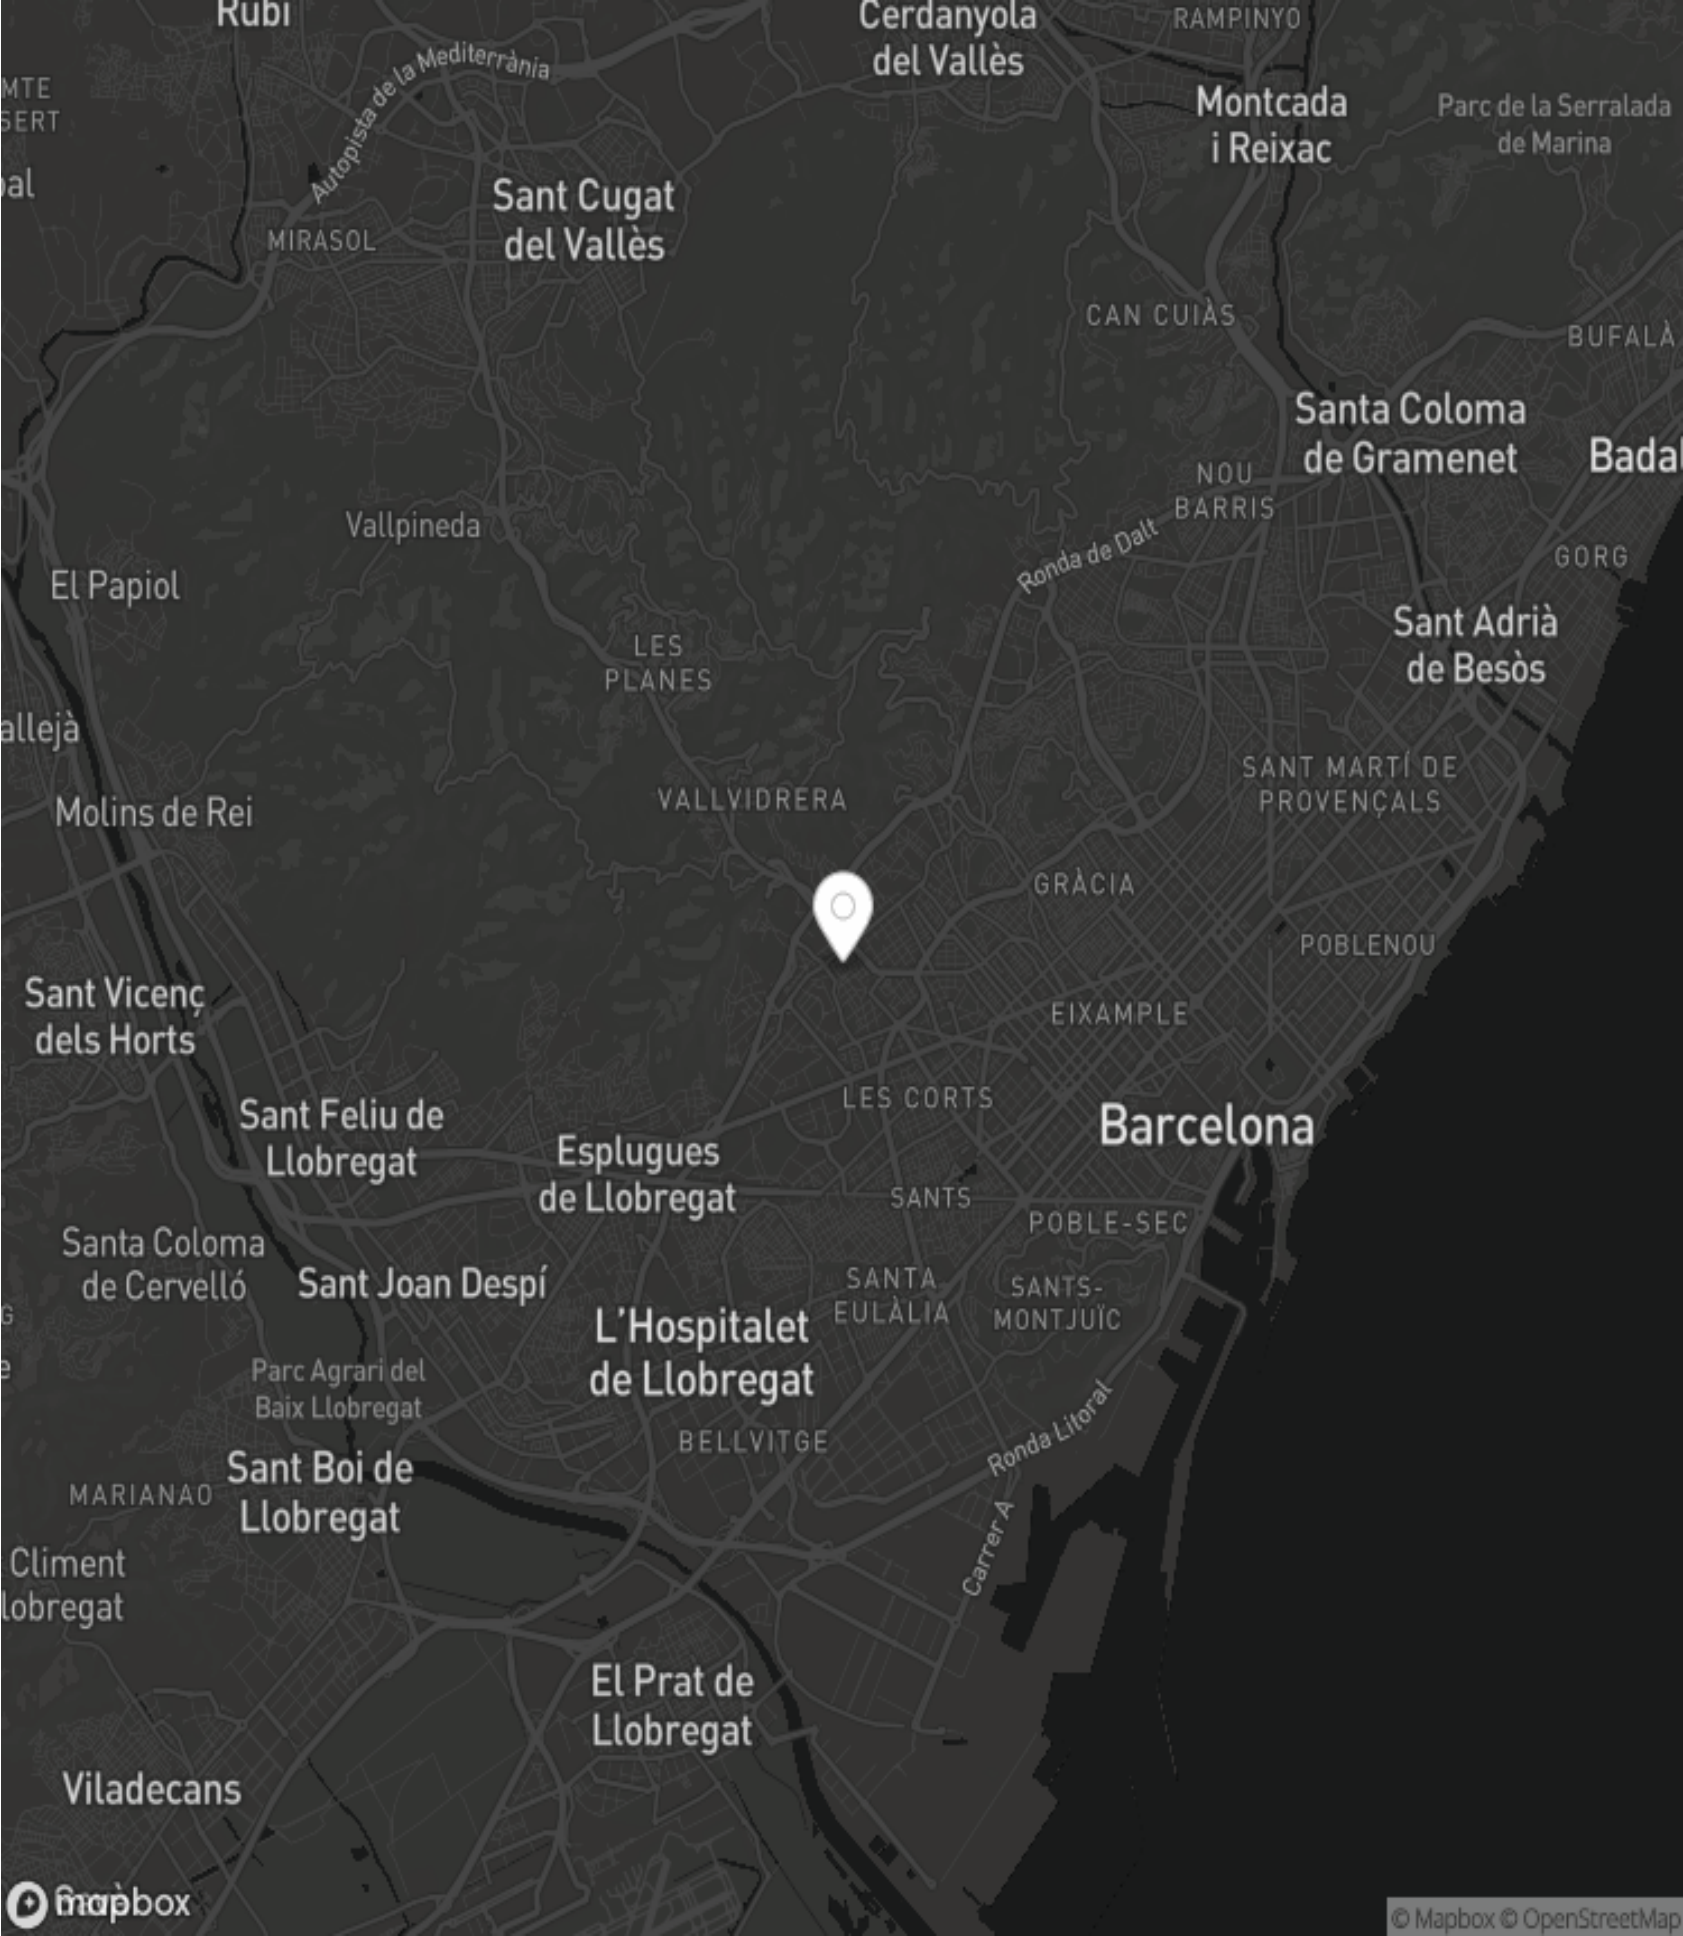 Rubí
Cerdanyola
del Vallès
RAMPINYO
Autopista de la Mediterrània
Montcada
i Reixac
Parc de la Serralada
de Marina
Sant Cugat
del Vallès
MIRASOL
CAN CUIÀS
BUFALÀ
Santa Coloma
de Gramenet
Badal
NOU
BARRIS
Vallpineda
Ronda de Dalt
GORG
El Papiol
Sant Adrià
de Besòs
LES
PLANES
allejà
SANT MARTÍ DE
PROVENÇALS
VALLVIDRERA
Molins de Rei
GRÀCIA
POBLENOU
Sant Vicenç
dels Horts
EIXAMPLE
LES CORTS
Barcelona
Sant Feliu de
Llobregat
Esplugues
de Llobregat
SANTS
POBLE-SEC
Santa Coloma
de Cervelló
Sant Joan Despí
SANTA
EULÀLIA
SANTS-
MONTJUÏC
L'Hospitalet
de Llobregat
Parc Agrari del
Baix Llobregat
Ronda Litoral
BELLVITGE
Sant Boi de
Llobregat
MARIANAO
Carrer A
Climent
lobregat
El Prat de
Llobregat
Viladecans
mapbox
© Mapbox © OpenStreetMap